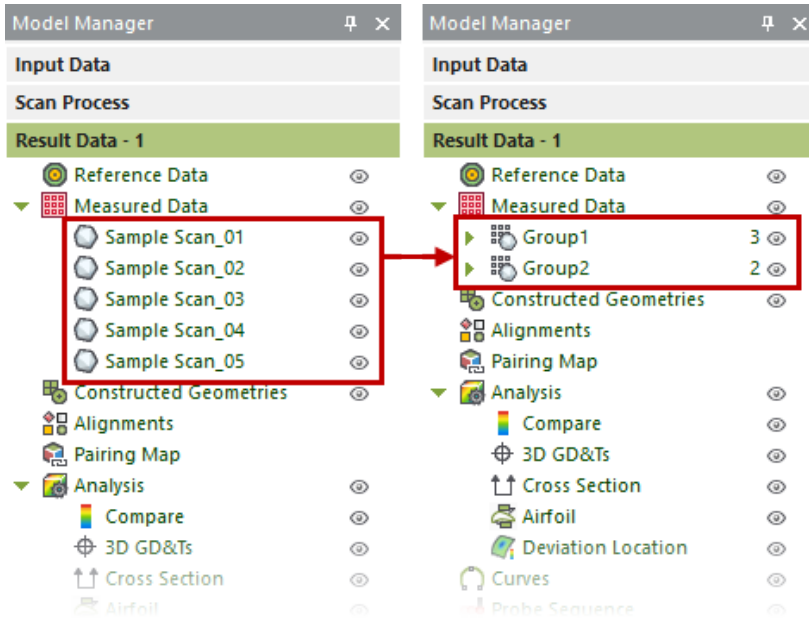 Model Manager
Input Data
Scan Process
Result Data - 1
Reference Data
Measured Data
Sample Scan_01
Sample Scan_02
Sample Scan_03
Sample Scan_04
Sample Scan_05
Constructed Geometries
Alignments
Pairing Map
Analysis
Compare
3D GD&Ts
Cross Section
Airfoil
Model Manager
Input Data
Scan Process
Result Data - 1
Reference Data
Measured Data
Group1 3
Group2 2
Constructed Geometries
Alignments
Pairing Map
Analysis
Compare
3D GD&Ts
Cross Section
Airfoil
Deviation Location
Curves
Probe Sequence